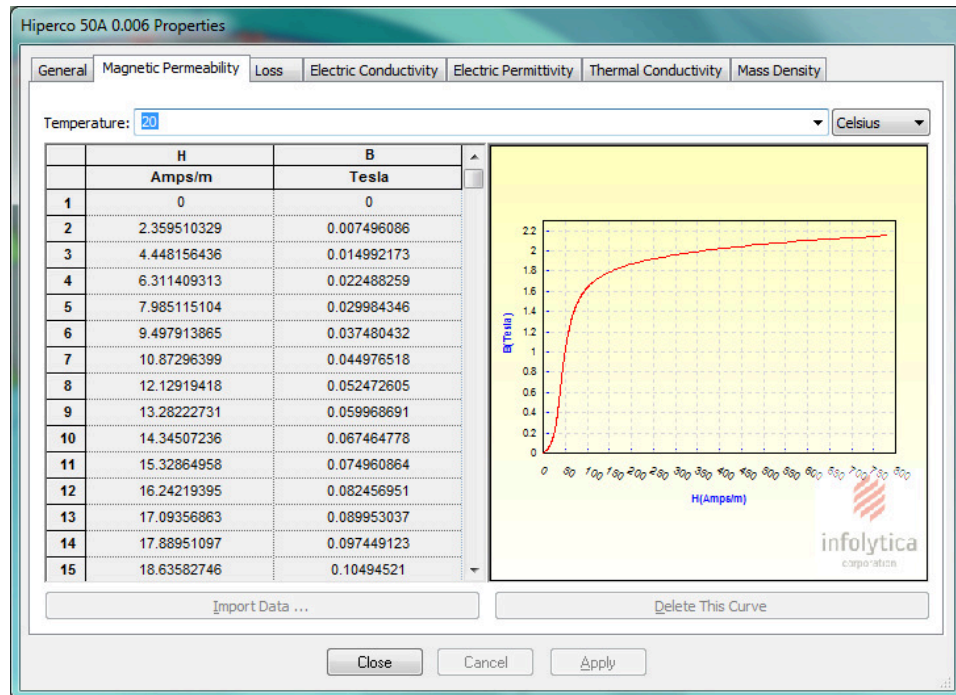 Hiperco 50A 0.006 Properties
General Magnetic Permeability Loss Electric Conductivity Electric Permittivity Thermal Conductivity Mass Density
Temperature: 20 Celsius
H B
Amps/m Tesla
1 0 0
2 2.359510329 0.007496086
3 4.448156436 0.014992173
4 6.311409313 0.022488259
5 7.985115104 0.029984346
6 9.497913865 0.037480432
7 10.87296399 0.044976518
8 12.12919418 0.052472605
9 13.28222731 0.059968691
10 14.34507236 0.067464778
11 15.32864958 0.074960864
12 16.24219395 0.082456951
13 17.09356863 0.089953037
14 17.88951097 0.097449123
15 18.63582746 0.10494521
2.2
2
1.8
1.6
1.4
1.2
1
0.8
0.6
0.4
0.2
0
B(Tesla)
0 50 100 150 200 250 300 350 400 450 500 550 600 650 700 750 800
H(Amps/m)
infolytica
corporation
Import Data ... Delete This Curve
Close Cancel Apply